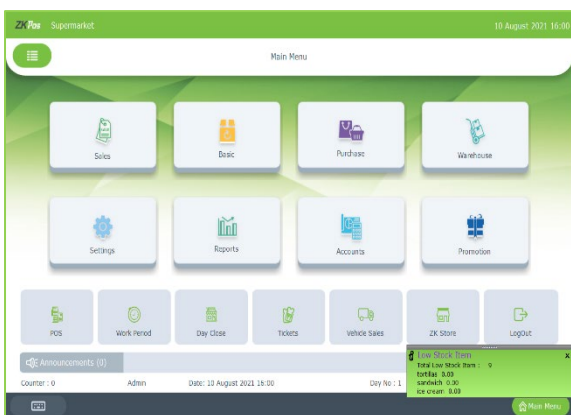 ZKPos Supermarket 10 August 2021 16:00
Main Menu
Sales Basic Purchase Warehouse
Settings Reports Accounts Promotion
POS Work Period Day Close Tickets Vehicle Sales ZK Store LogOut
Announcements (0)
Low Stock Item x
Total Low Stock Item : 9
tortillas 0.00
sandwich 0.00
ice cream 0.00
Counter : 0 Admin Date: 10 August 2021 16:00 Day No : 1
Main Menu